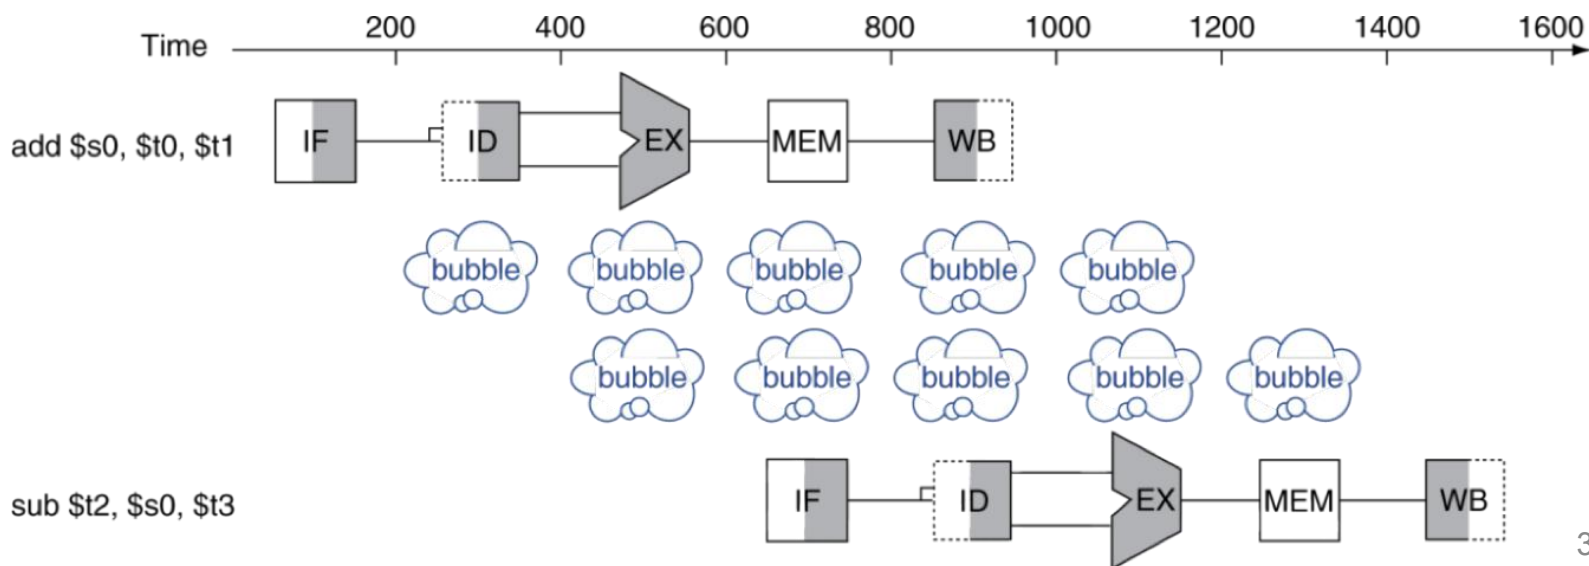 200 400 600 800 1000 1200 1400 1600
Time
add $s0, $t0, $t1 IF ID EX MEM WB
bubble bubble bubble bubble bubble
bubble bubble bubble bubble bubble
sub $t2, $s0, $t3 IF ID EX MEM WB
3